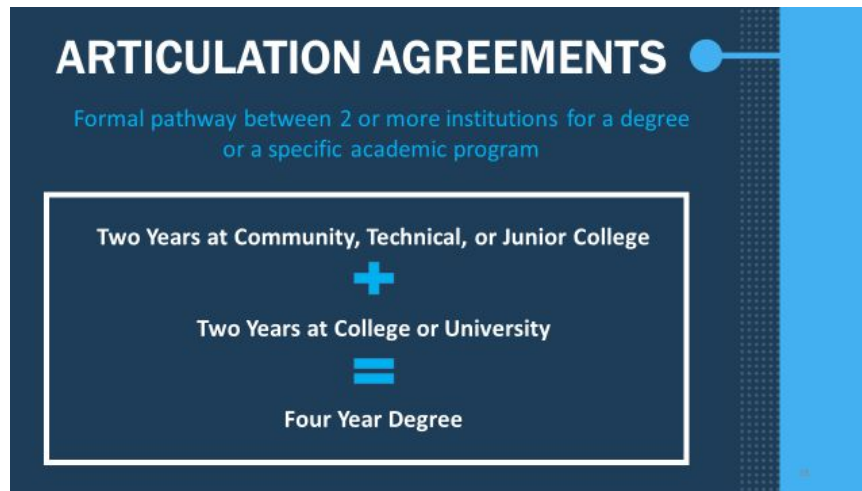 ARTICULATION AGREEMENTS
Formal pathway between 2 or more institutions for a degree
or a specific academic program
Two Years at Community, Technical, or Junior College
+
Two Years at College or University
=
Four Year Degree